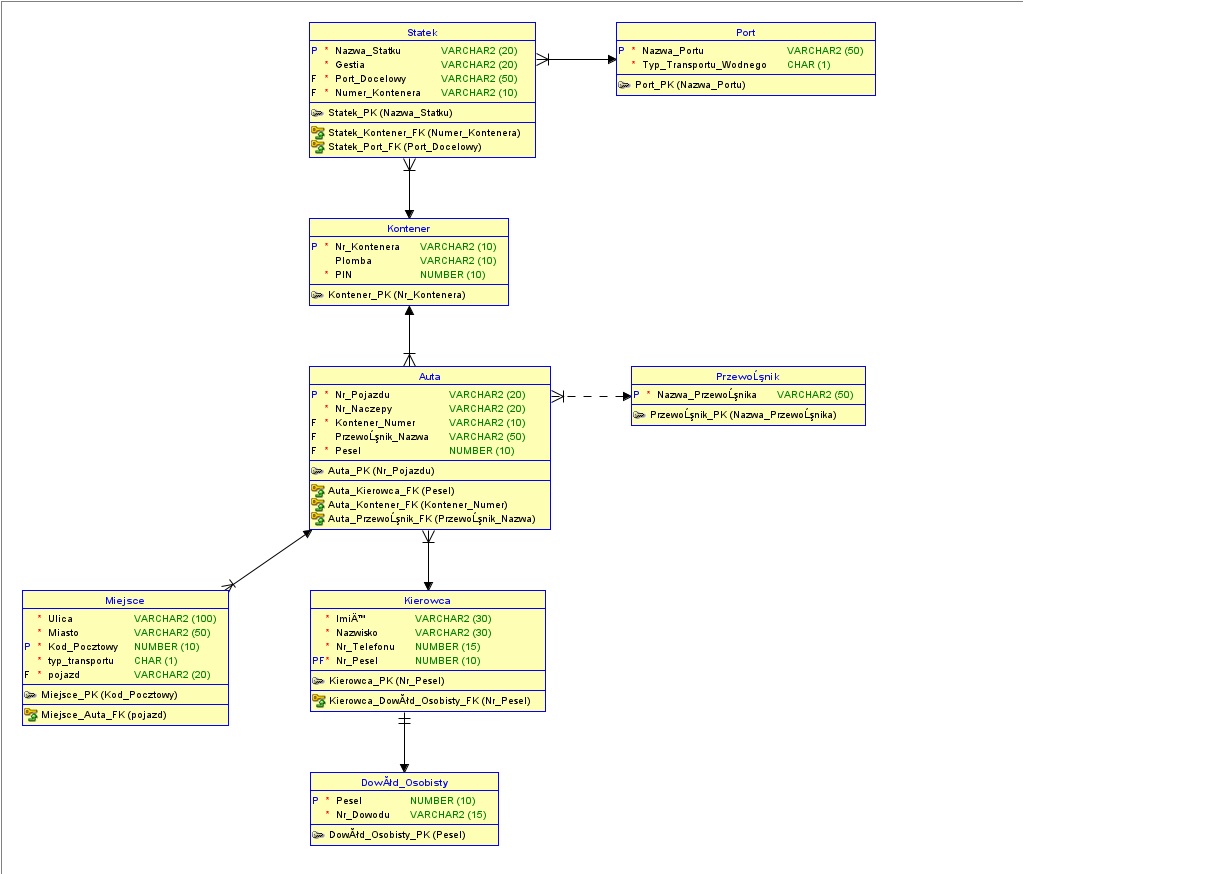 Statek
P * Nazwa_Statku VARCHAR2 (20)
* Gestia VARCHAR2 (20)
F * Port_Docelowy VARCHAR2 (50)
F * Numer_Kontenera VARCHAR2 (10)
Statek_PK (Nazwa_Statku)
Statek_Kontener_FK (Numer_Kontenera)
Statek_Port_FK (Port_Docelowy)
Port
P * Nazwa_Portu VARCHAR2 (50)
* Typ_Transportu_Wodnego CHAR (1)
Port_PK (Nazwa_Portu)
Kontener
P * Nr_Kontenera VARCHAR2 (10)
Plomba VARCHAR2 (10)
* PIN NUMBER (10)
Kontener_PK (Nr_Kontenera)
Auta
P * Nr_Pojazdu VARCHAR2 (20)
* Nr_Naczepy VARCHAR2 (20)
F * Kontener_Numer VARCHAR2 (10)
F PrzewoĹşnik_Nazwa VARCHAR2 (50)
F * Pesel NUMBER (10)
Auta_PK (Nr_Pojazdu)
Auta_Kierowca_FK (Pesel)
Auta_Kontener_FK (Kontener_Numer)
Auta_PrzewoĹşnik_FK (PrzewoĹşnik_Nazwa)
PrzewoĹşnik
P * Nazwa_PrzewoĹşnika VARCHAR2 (50)
PrzewoĹşnik_PK (Nazwa_PrzewoĹşnika)
Miejsce
* Ulica VARCHAR2 (100)
* Miasto VARCHAR2 (50)
P * Kod_Pocztowy NUMBER (10)
* typ_transportu CHAR (1)
F * pojazd VARCHAR2 (20)
Miejsce_PK (Kod_Pocztowy)
Miejsce_Auta_FK (pojazd)
Kierowca
* ImiÄ™ VARCHAR2 (30)
* Nazwisko VARCHAR2 (30)
* Nr_Telefonu NUMBER (15)
PF* Nr_Pesel NUMBER (10)
Kierowca_PK (Nr_Pesel)
Kierowca_DowĂłd_Osobisty_FK (Nr_Pesel)
DowĂłd_Osobisty
P * Pesel NUMBER (10)
* Nr_Dowodu VARCHAR2 (15)
DowĂłd_Osobisty_PK (Pesel)